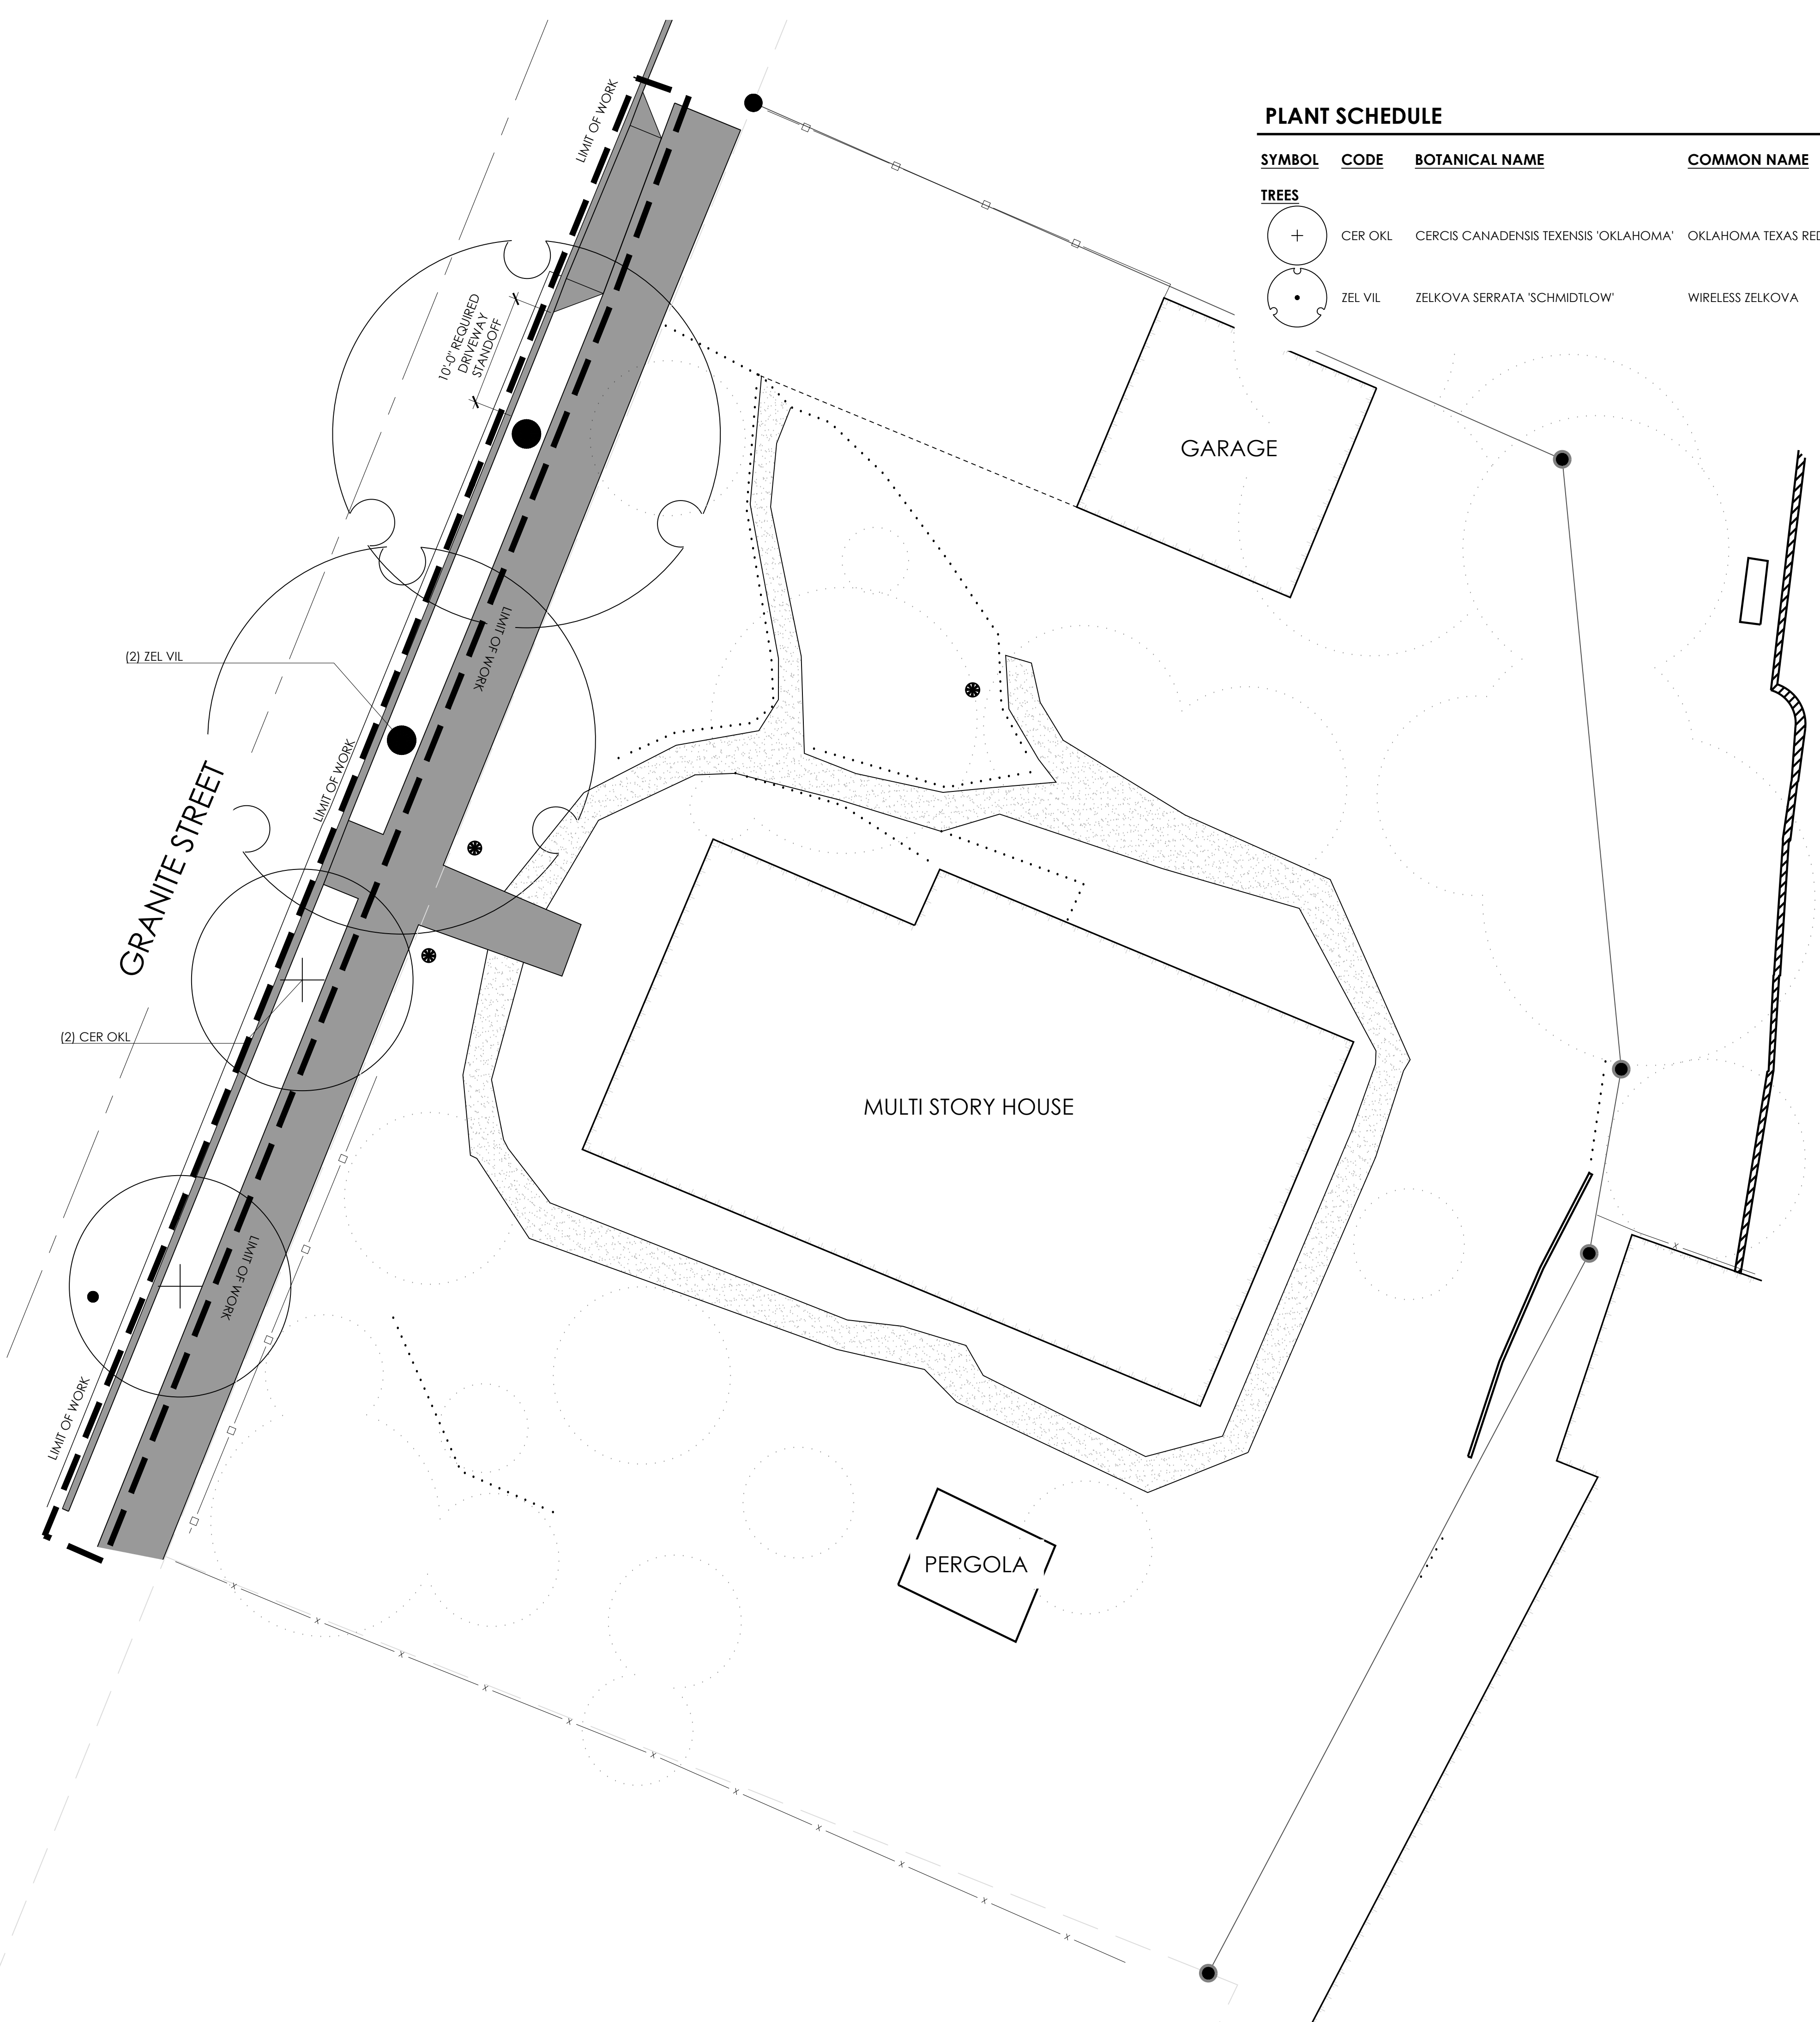 PLANT SCHEDULE
SYMBOL CODE BOTANICAL NAME COMMON NAME
TREES
CER OKL CERCIS CANADENSIS TEXENSIS 'OKLAHOMA' OKLAHOMA TEXAS RED
ZEL VIL ZELKOVA SERRATA 'SCHMIDTLOW' WIRELESS ZELKOVA
LIMIT OF WORK
10'-0" REQUIRED
DRIVEWAY
STANDOFF
GARAGE
LIMIT OF WORK
(2) ZEL VIL
LIMIT OF WORK
GRANITE STREET
(2) CER OKL
MULTI STORY HOUSE
LIMIT OF WORK
LIMIT OF WORK
PERGOLA